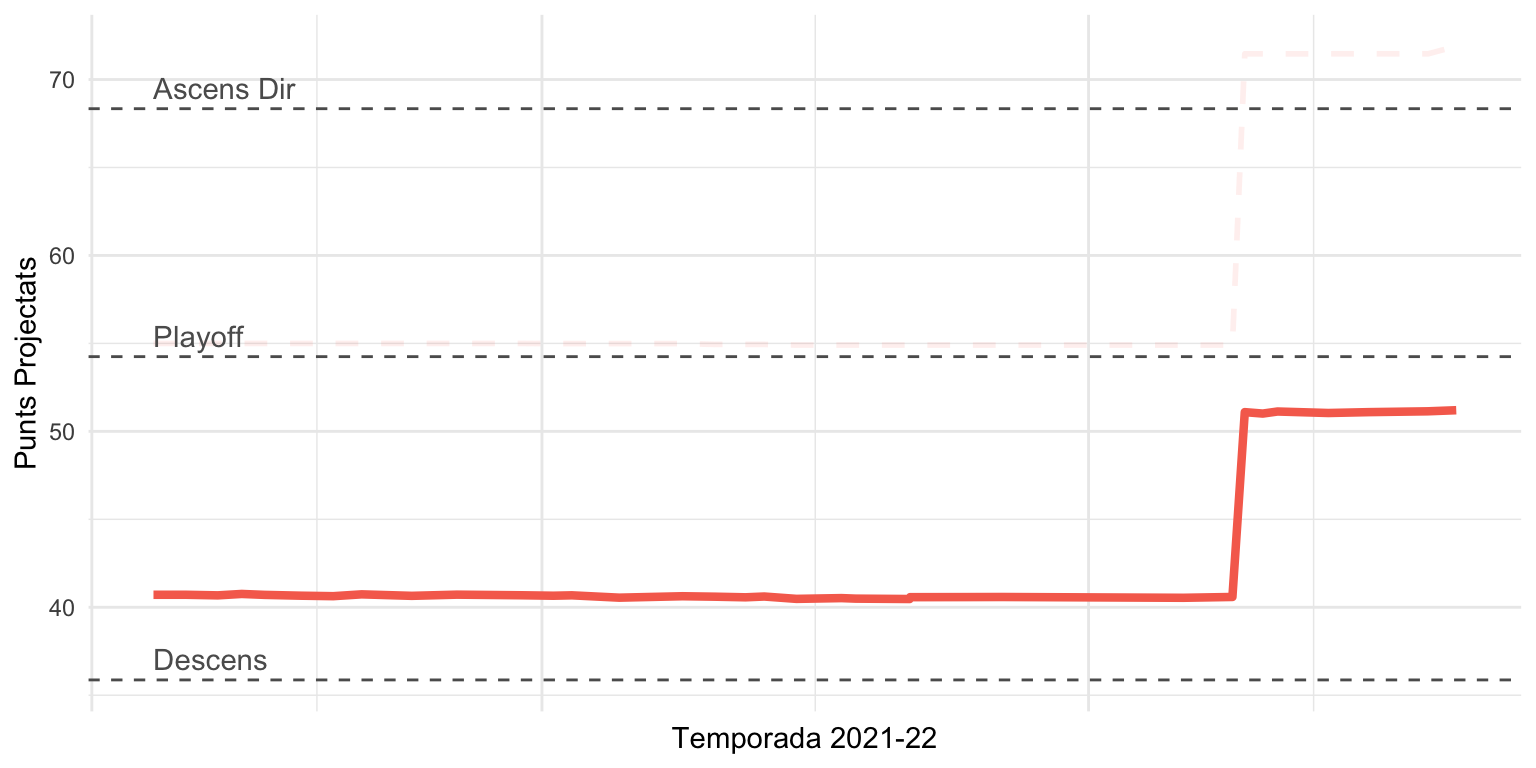 70
Ascens Dir
60
Playoff
50
40
Descens
Punts Projectats
Temporada 2021-22